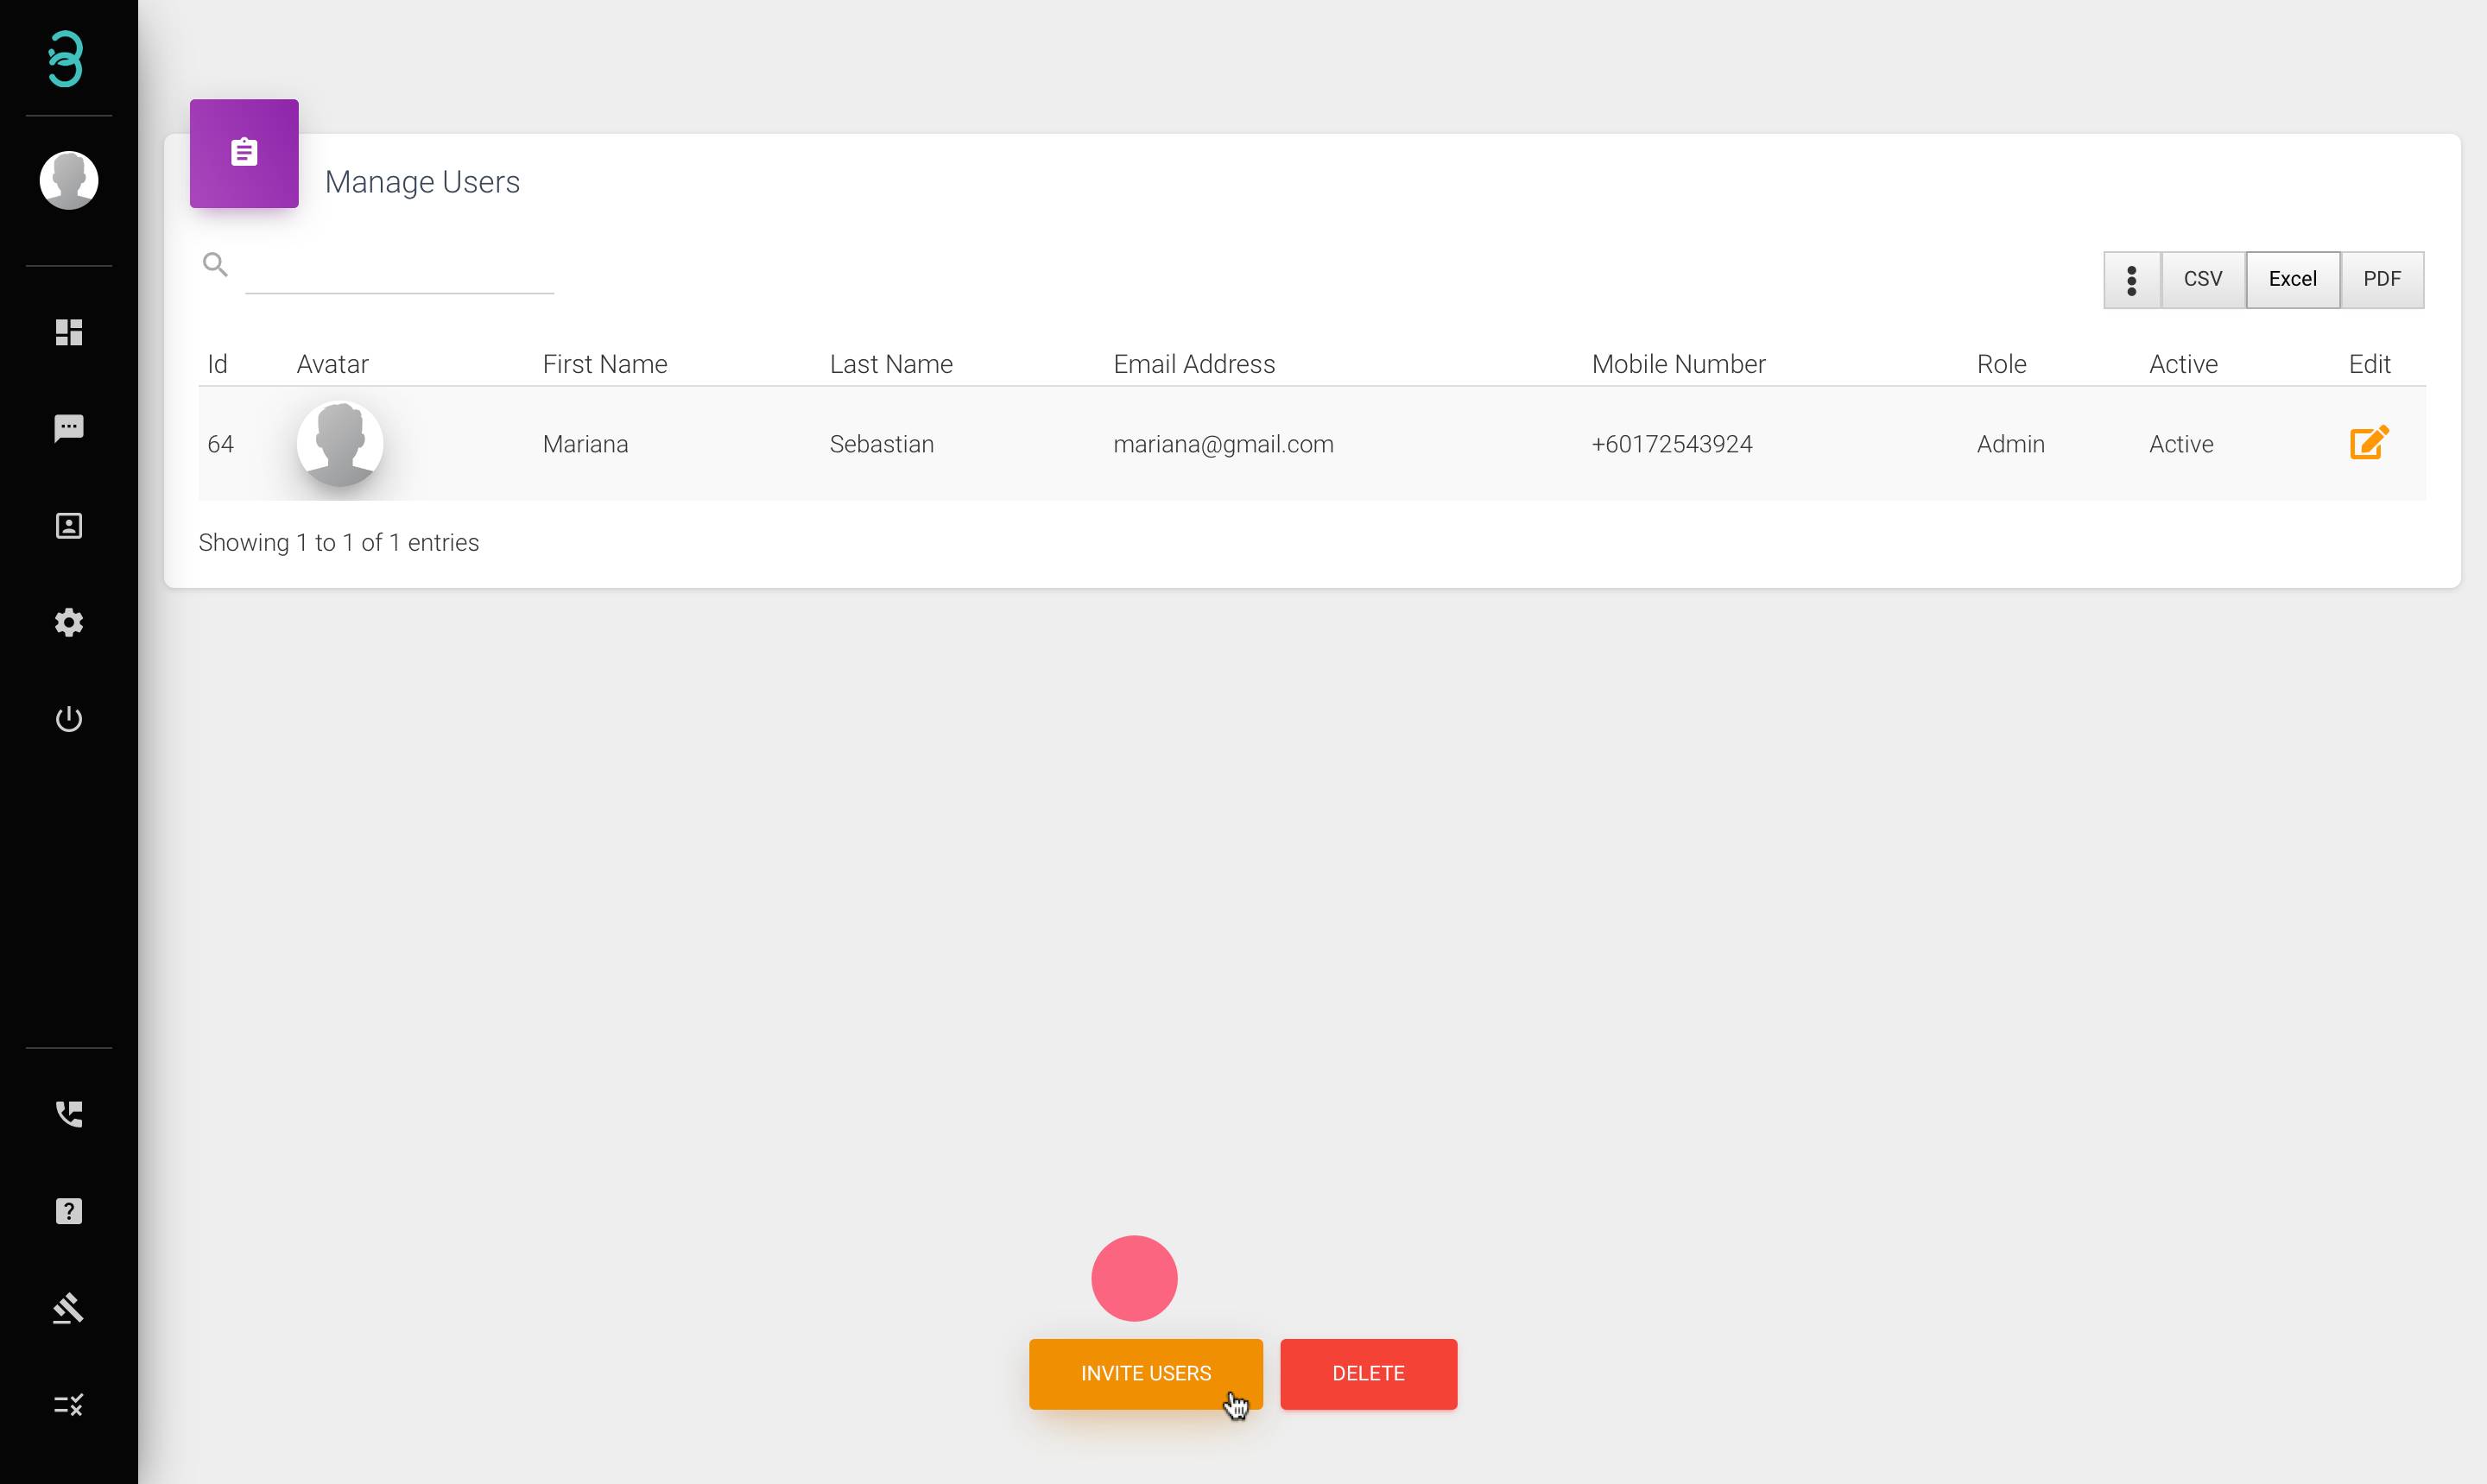 Manage Users
CSV Excel PDF
Id Avatar First Name Last Name Email Address Mobile Number Role Active Edit
64 Mariana Sebastian mariana@gmail.com +60172543924 Admin Active
Showing 1 to 1 of 1 entries
INVITE USERS DELETE